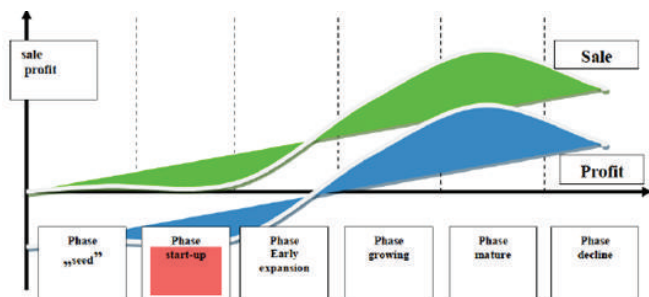 sale
profit
Sale
Profit
Phase
„seed”
Phase
start-up
Phase
Early
expansion
Phase
growing
Phase
mature
Phase
decline